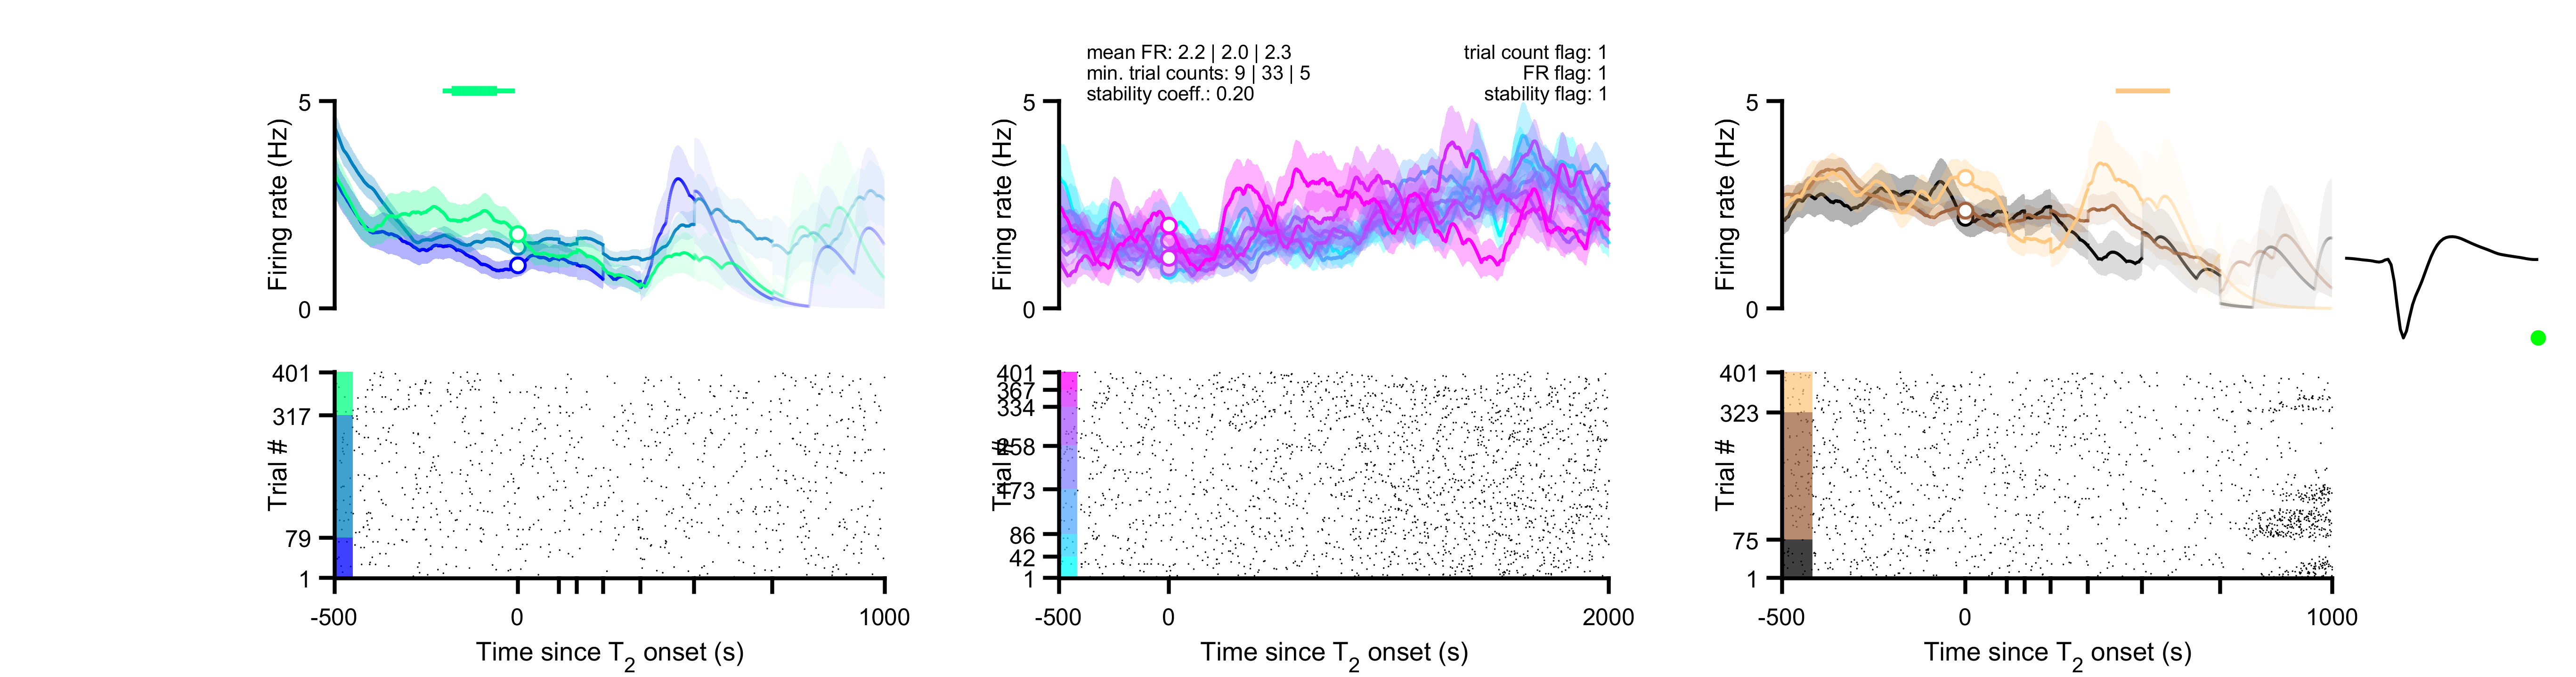 mean FR: 2.2 | 2.0 | 2.3
min. trial counts: 9 | 33 | 5
stability coeff.: 0.20
trial count flag: 1
FR flag: 1
stability flag: 1
5
Firing rate (Hz)
0
5
Firing rate (Hz)
0
5
Firing rate (Hz)
0
401
317
Trial #
79
1
-500
0
1000
Time since T2 onset (s)
401
367
334
258
Trial #
173
86
42
1
-500
0
2000
Time since T2 onset (s)
401
323
Trial #
75
1
-500
0
1000
Time since T2 onset (s)